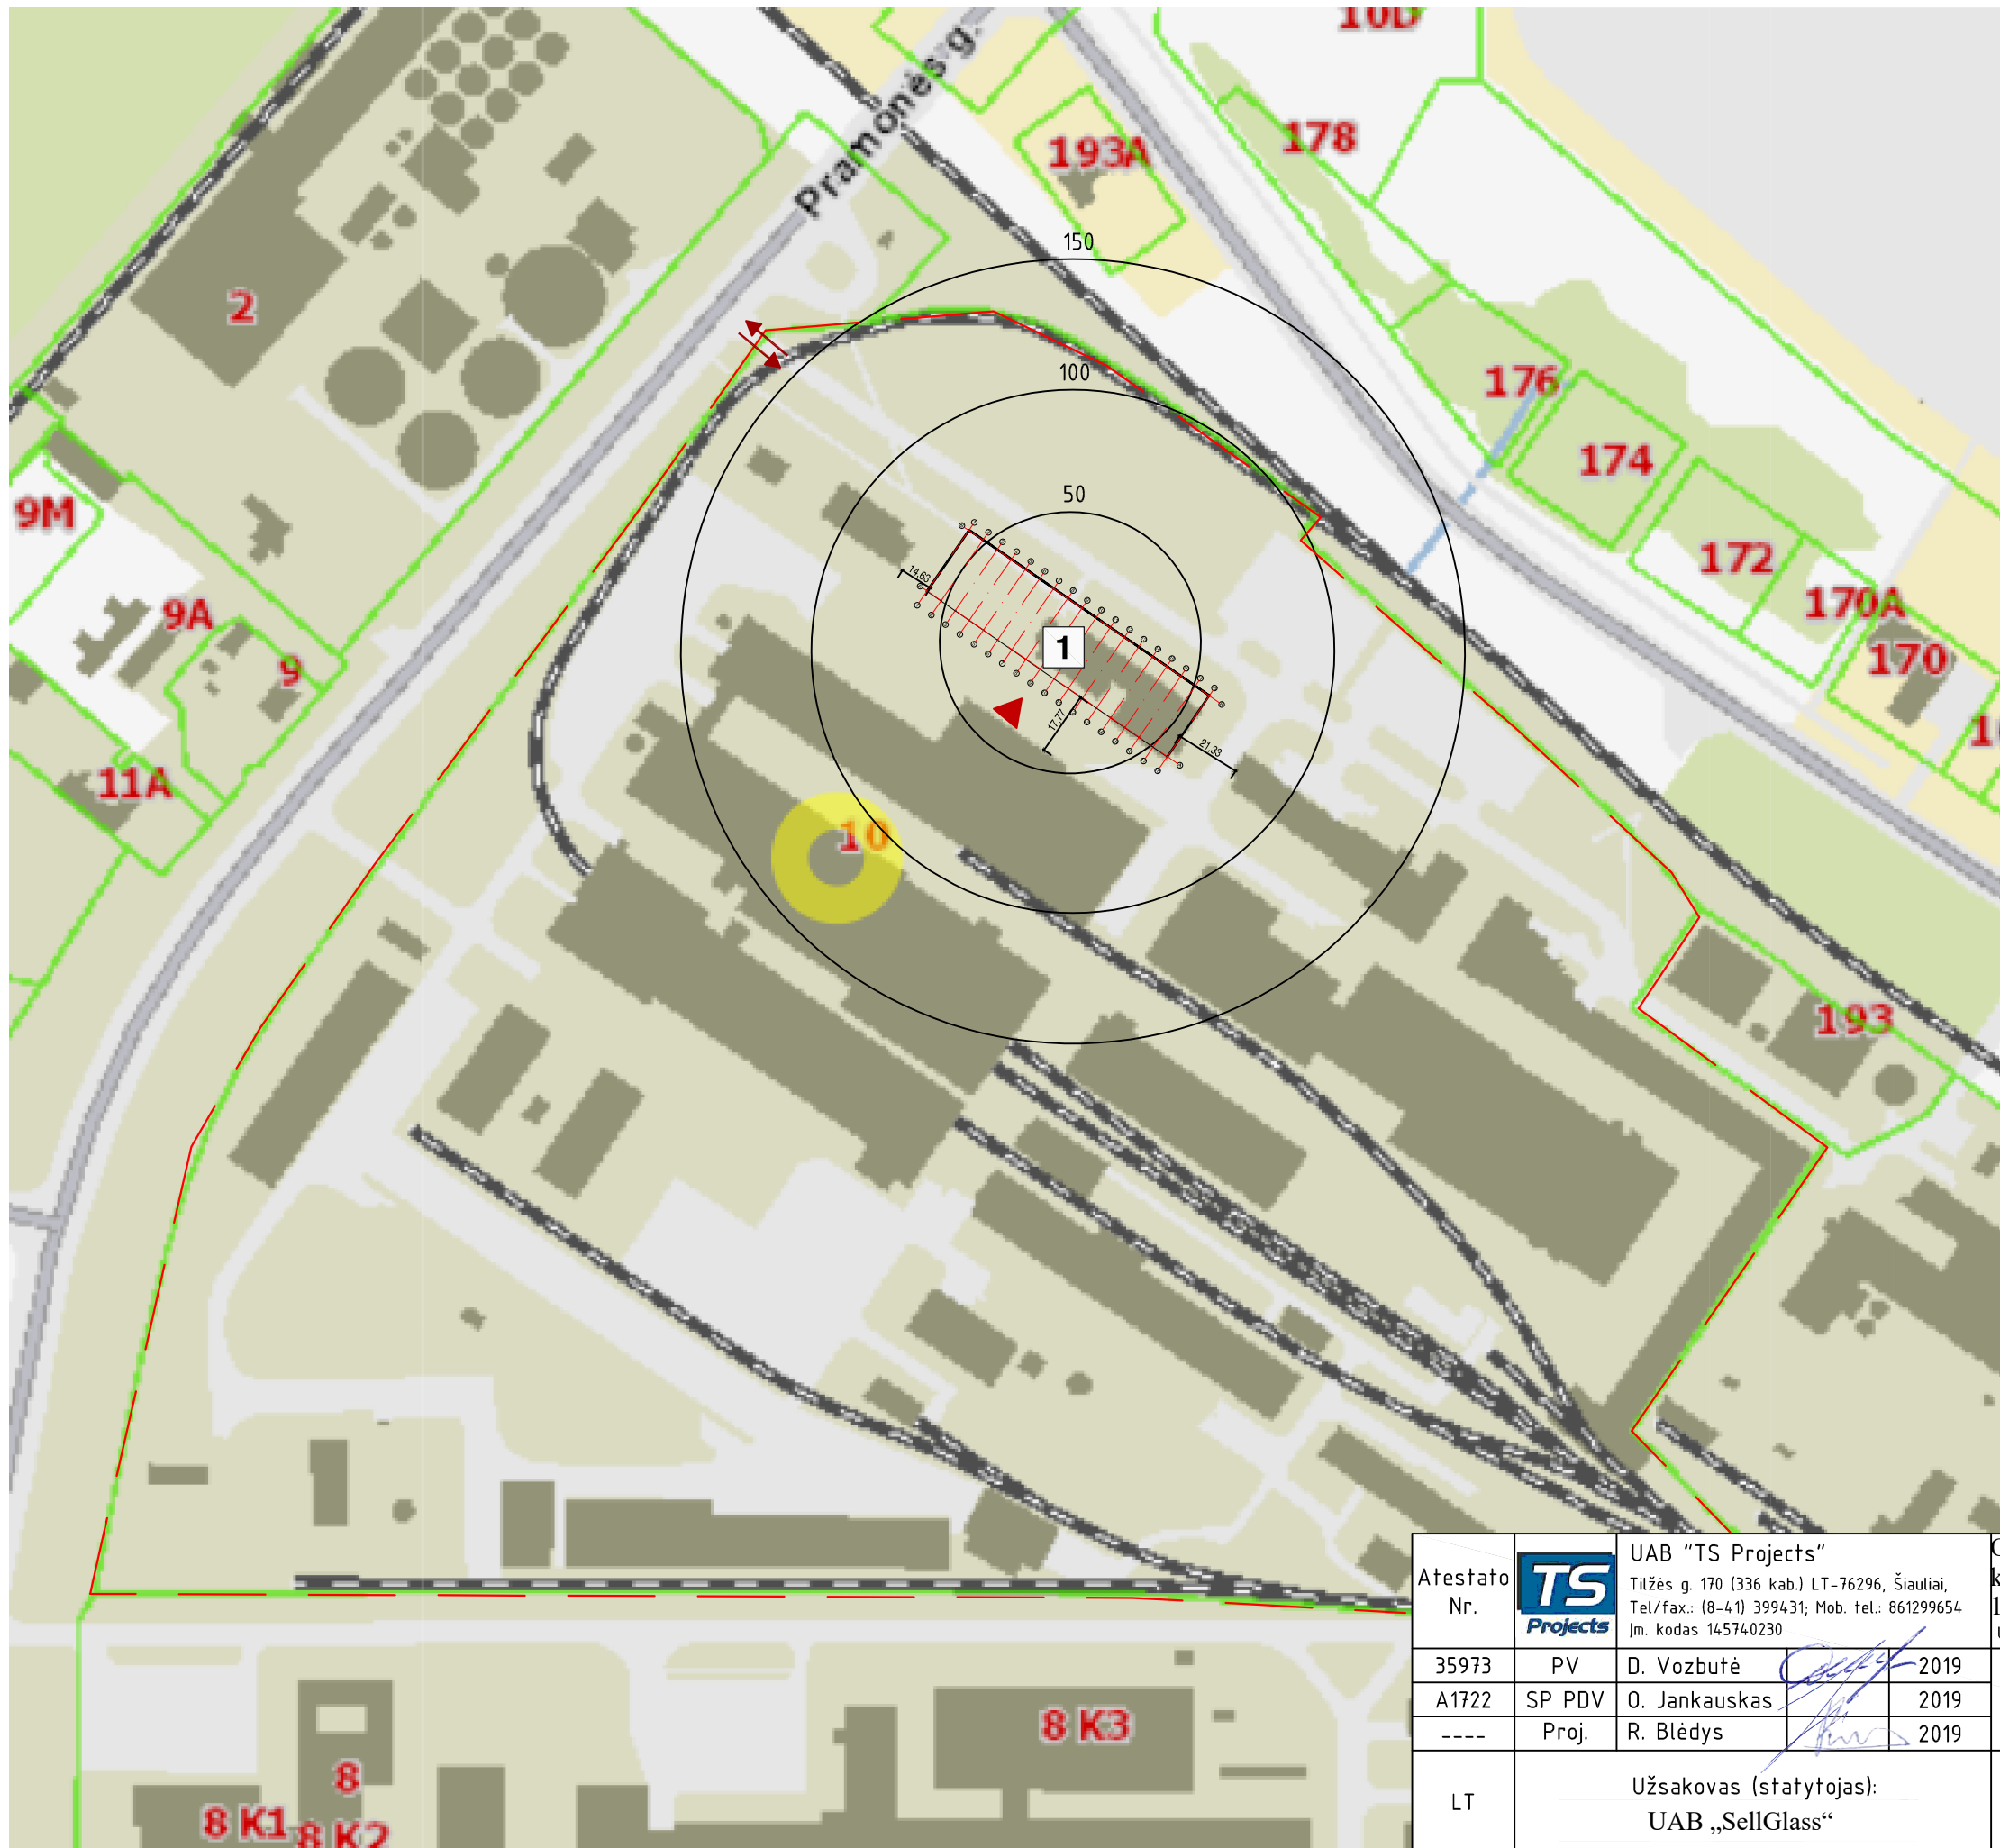 10D
Pramonės g.
178
193A
150
2
100
176
174
50
9M
172
14,63
170A
9A
1
170
9
17,77
21,33
11A
10
193
Atestato
Nr.
TS
Projects
UAB "TS Projects"
Tilžės g. 170 (336 kab.) LT-76296, Šiauliai,
Tel/fax.: (8-41) 399431; Mob. tel.: 861299654
Įm. kodas 145740230
35973 PV D. Vozbutė 2019
A1722 SP PDV O. Jankauskas 2019
---- Proj. R. Blėdys 2019
8 K3
8
8 K1
8 K2
LT
Užsakovas (statytojas):
UAB „SellGlass“